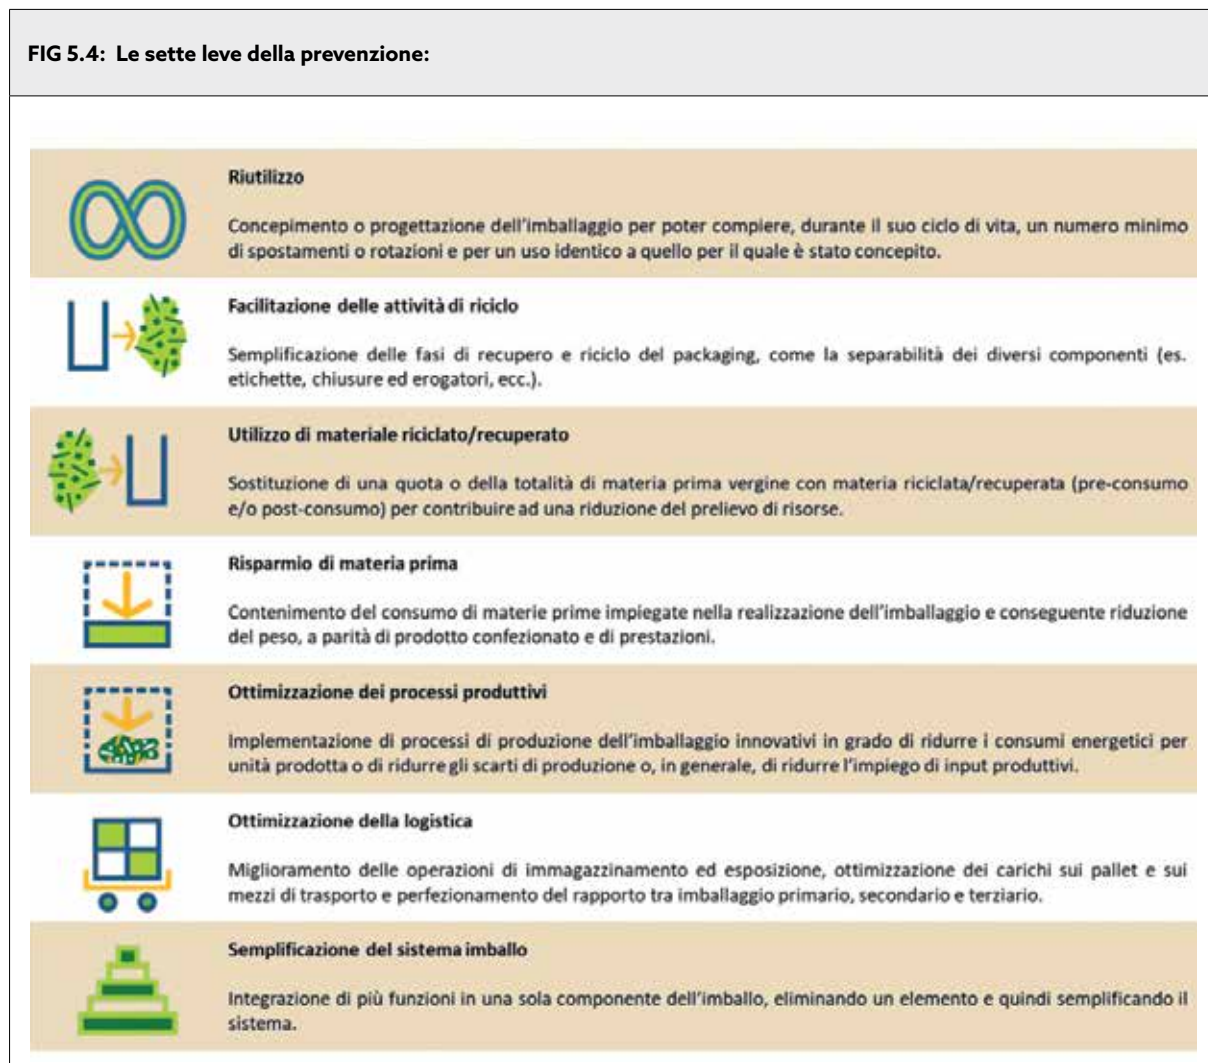 FIG 5.4: Le sette leve della prevenzione:
Riutilizzo
Concepimento o progettazione dell'imballaggio per poter compiere, durante il suo ciclo di vita, un numero minimo
di spostamenti o rotazioni e per un uso identico a quello per il quale è stato concepito.
Facilitazione delle attività di riciclo
Semplificazione delle fasi di recupero e riciclo del packaging, come la separabilità dei diversi componenti (es.
etichette, chiusure ed erogatori, ecc.).
Utilizzo di materiale riciclato/recuperato
Sostituzione di una quota o della totalità di materia prima vergine con materia riciclata/recuperata (pre-consumo
e/o post-consumo) per contribuire ad una riduzione del prelievo di risorse.
Risparmio di materia prima
Contenimento del consumo di materie prime impiegate nella realizzazione dell'imballaggio e conseguente riduzione
del peso, a parità di prodotto confezionato e di prestazioni.
Ottimizzazione dei processi produttivi
Implementazione di processi di produzione dell'imballaggio innovativi in grado di ridurre i consumi energetici per
unità prodotta o di ridurre gli scarti di produzione o, in generale, di ridurre l'impiego di input produttivi.
Ottimizzazione della logistica
Miglioramento delle operazioni di immagazzinamento ed esposizione, ottimizzazione dei carichi sui pallet e sui
mezzi di trasporto e perfezionamento del rapporto tra imballaggio primario, secondario e terziario.
Semplificazione del sistema imballo
Integrazione di più funzioni in una sola componente dell'imballo, eliminando un elemento e quindi semplificando il
sistema.